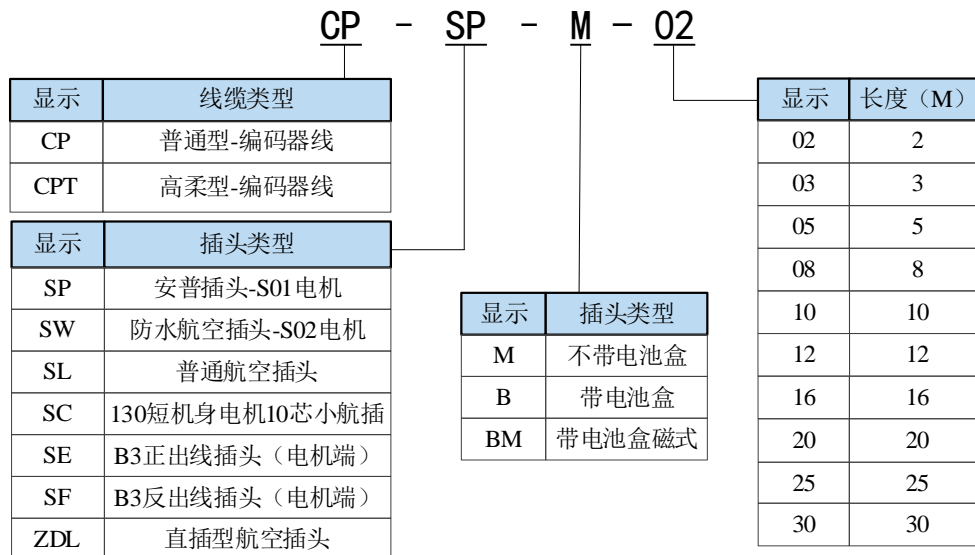 CP - SP - M - 02
显示 线缆类型
CP 普通型-编码器线
CPT 高柔型-编码器线
显示 插头类型
SP 安普插头-S01电机
SW 防水航空插头-S02电机
SL 普通航空插头
SC 130短机身电机10芯小航插
SE B3正出线插头（电机端）
SF B3反出线插头（电机端）
ZDL 直插型航空插头
显示 插头类型
M 不带电池盒
B 带电池盒
BM 带电池盒磁式
显示 长度（M）
02 2
03 3
05 5
08 8
10 10
12 12
16 16
20 20
25 25
30 30